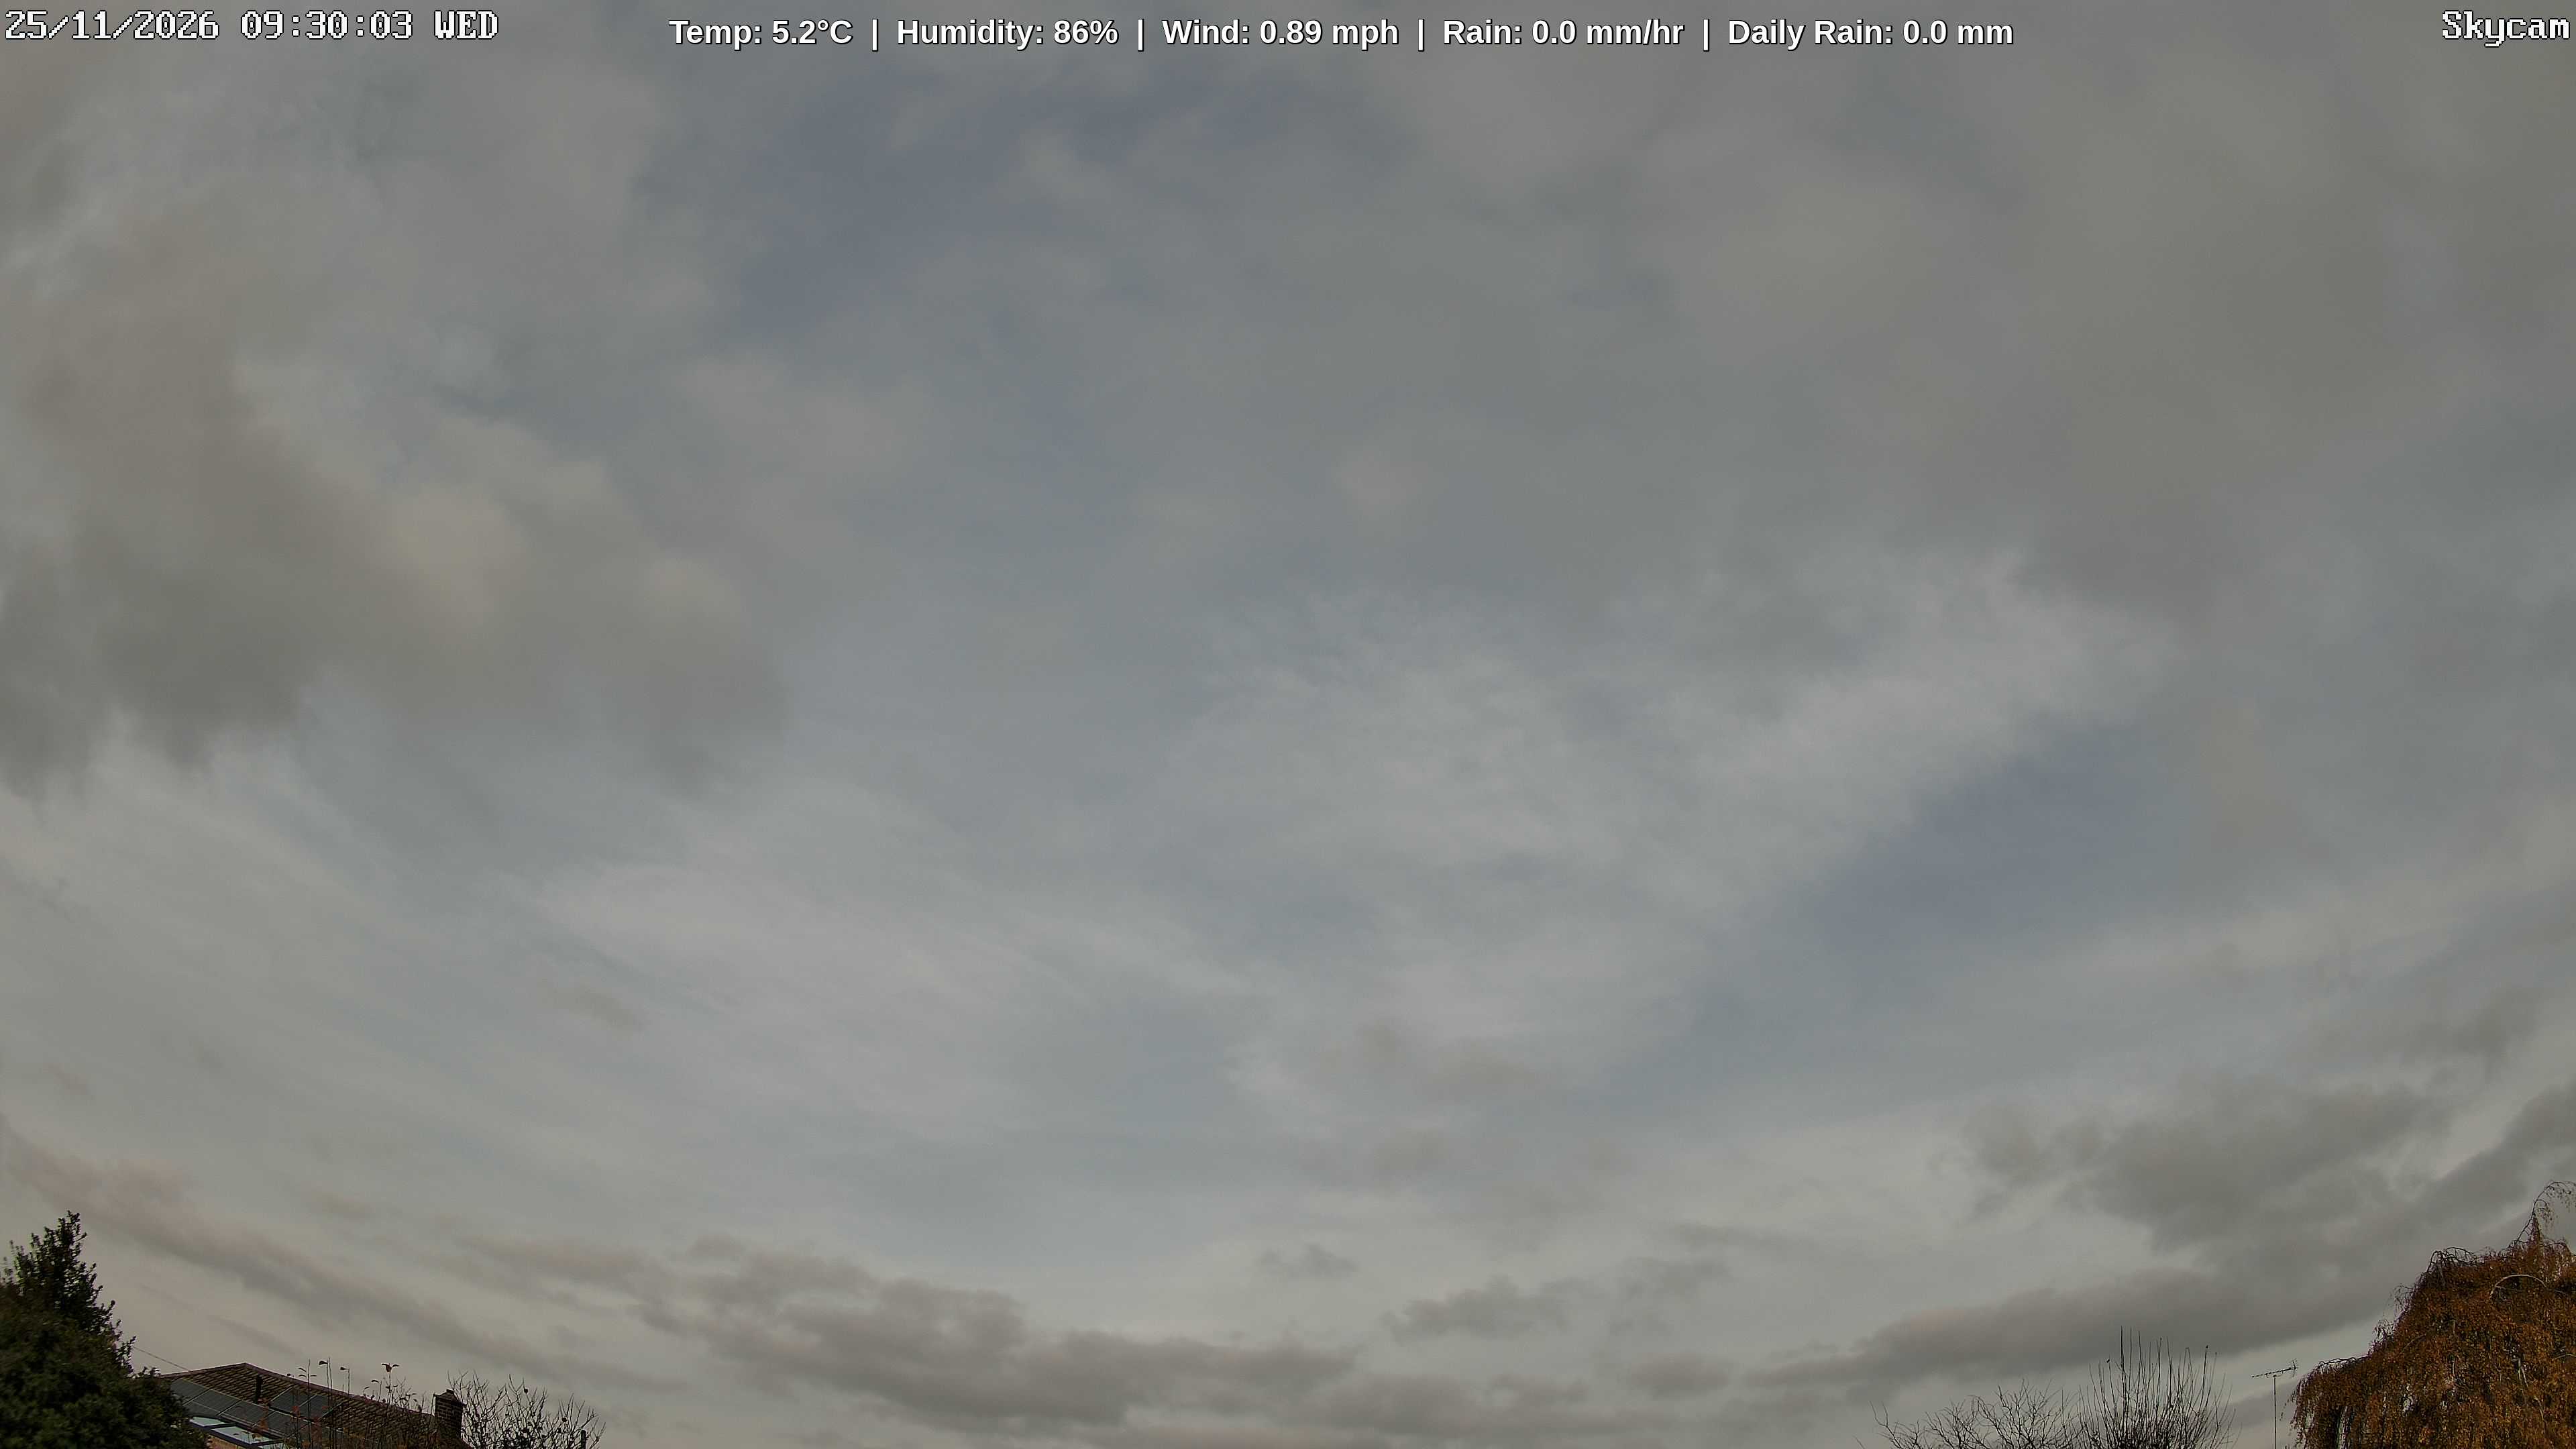 25/11/2026 09:30:03 WED
Temp: 5.2°C | Humidity: 86% | Wind: 0.89 mph | Rain: 0.0 mm/hr | Daily Rain: 0.0 mm
Skycam